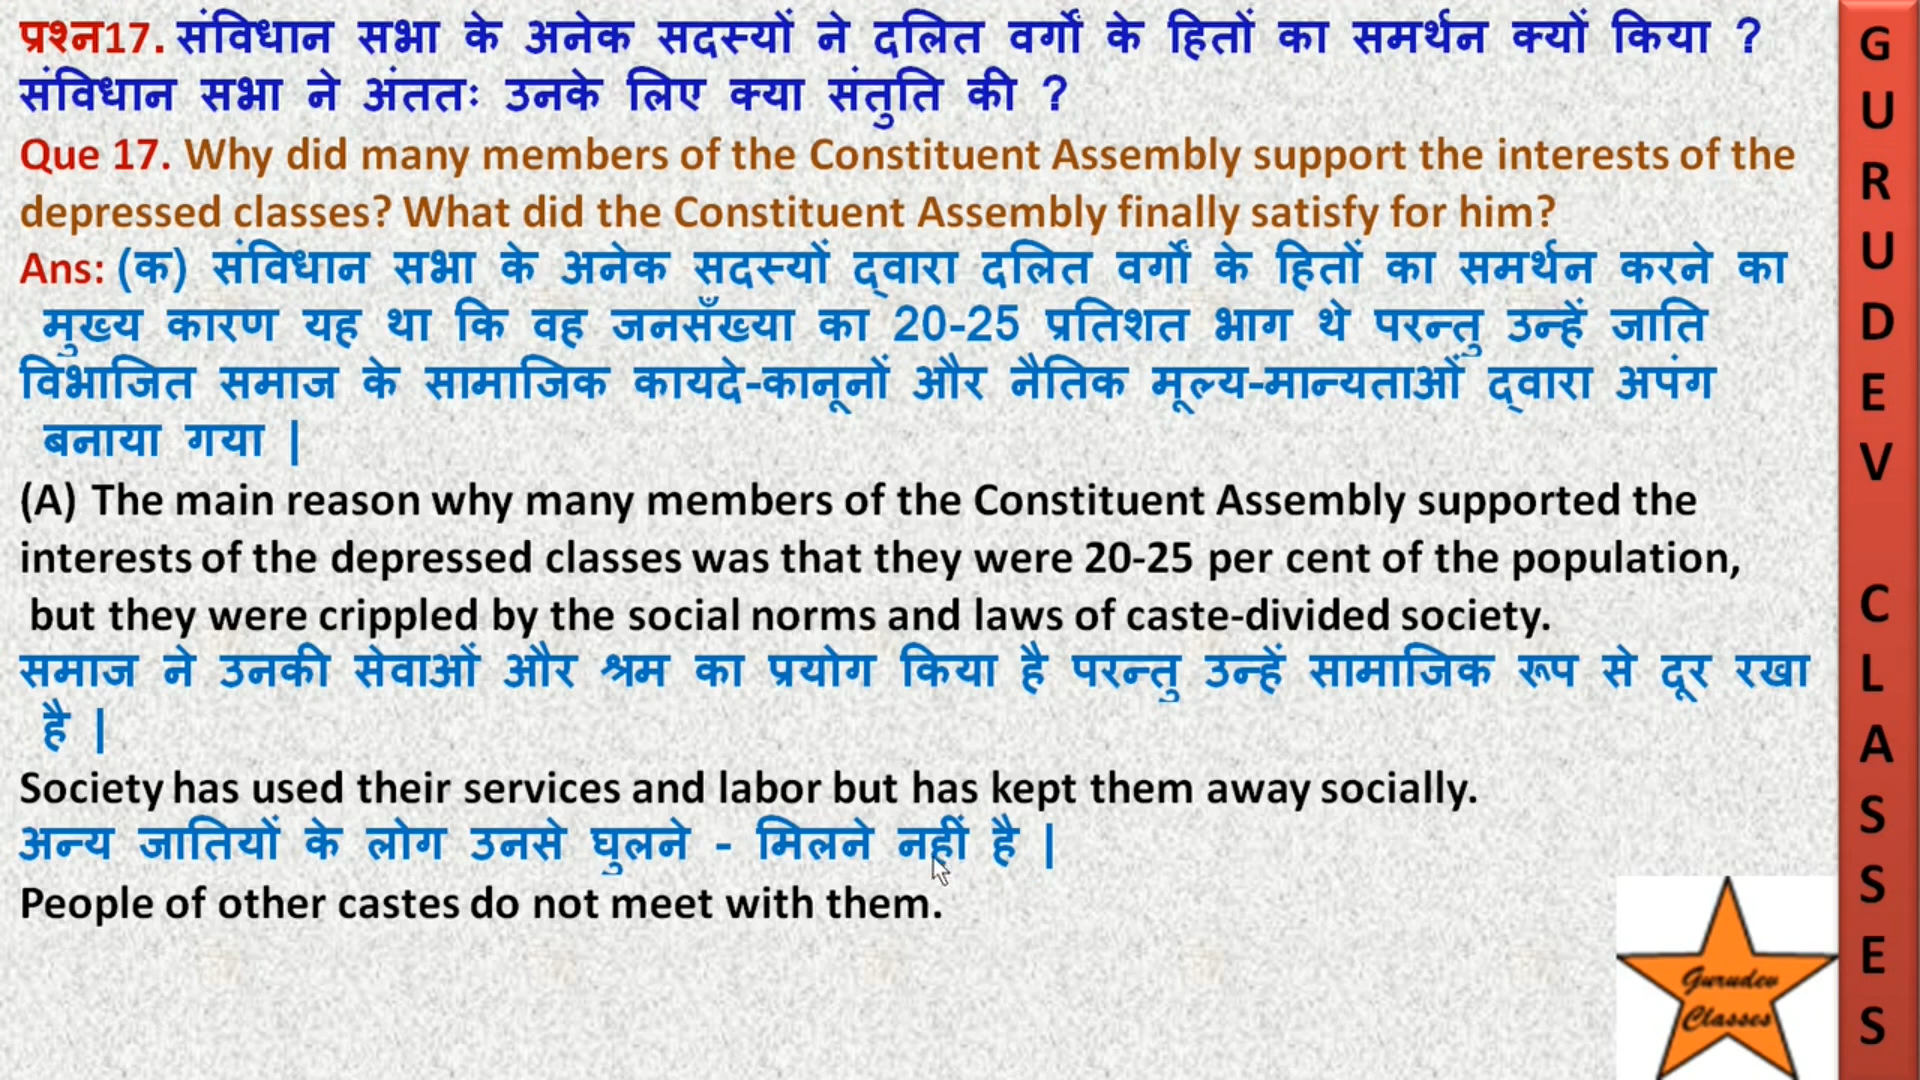 प्रश्न17. संविधान सभा के अनेक सदस्यों ने दलित वर्गों के हितों का समर्थन क्यों किया ?
संविधान सभा ने अंततः उनके लिए क्या संतुति की ?
Que 17. Why did many members of the Constituent Assembly support the interests of the
depressed classes? What did the Constituent Assembly finally satisfy for him?
Ans: (क) संविधान सभा के अनेक सदस्यों द्वारा दलित वर्गों के हितों का समर्थन करने का
मुख्य कारण यह था कि वह जनसँख्या का 20-25 प्रतिशत भाग थे परन्तु उन्हें जाति
विभाजित समाज के सामाजिक कायदे-कानूनों और नैतिक मूल्य-मान्यताओं द्वारा अपंग
बनाया गया |
(A) The main reason why many members of the Constituent Assembly supported the
interests of the depressed classes was that they were 20-25 per cent of the population,
but they were crippled by the social norms and laws of caste-divided society.
समाज ने उनकी सेवाओं और श्रम का प्रयोग किया है परन्तु उन्हें सामाजिक रूप से दूर रखा
है |
Society has used their services and labor but has kept them away socially.
अन्य जातियों के लोग उनसे घुलने - मिलने नहीं है |
People of other castes do not meet with them.
Gurudev
Classes
GURUDEV CLASSES